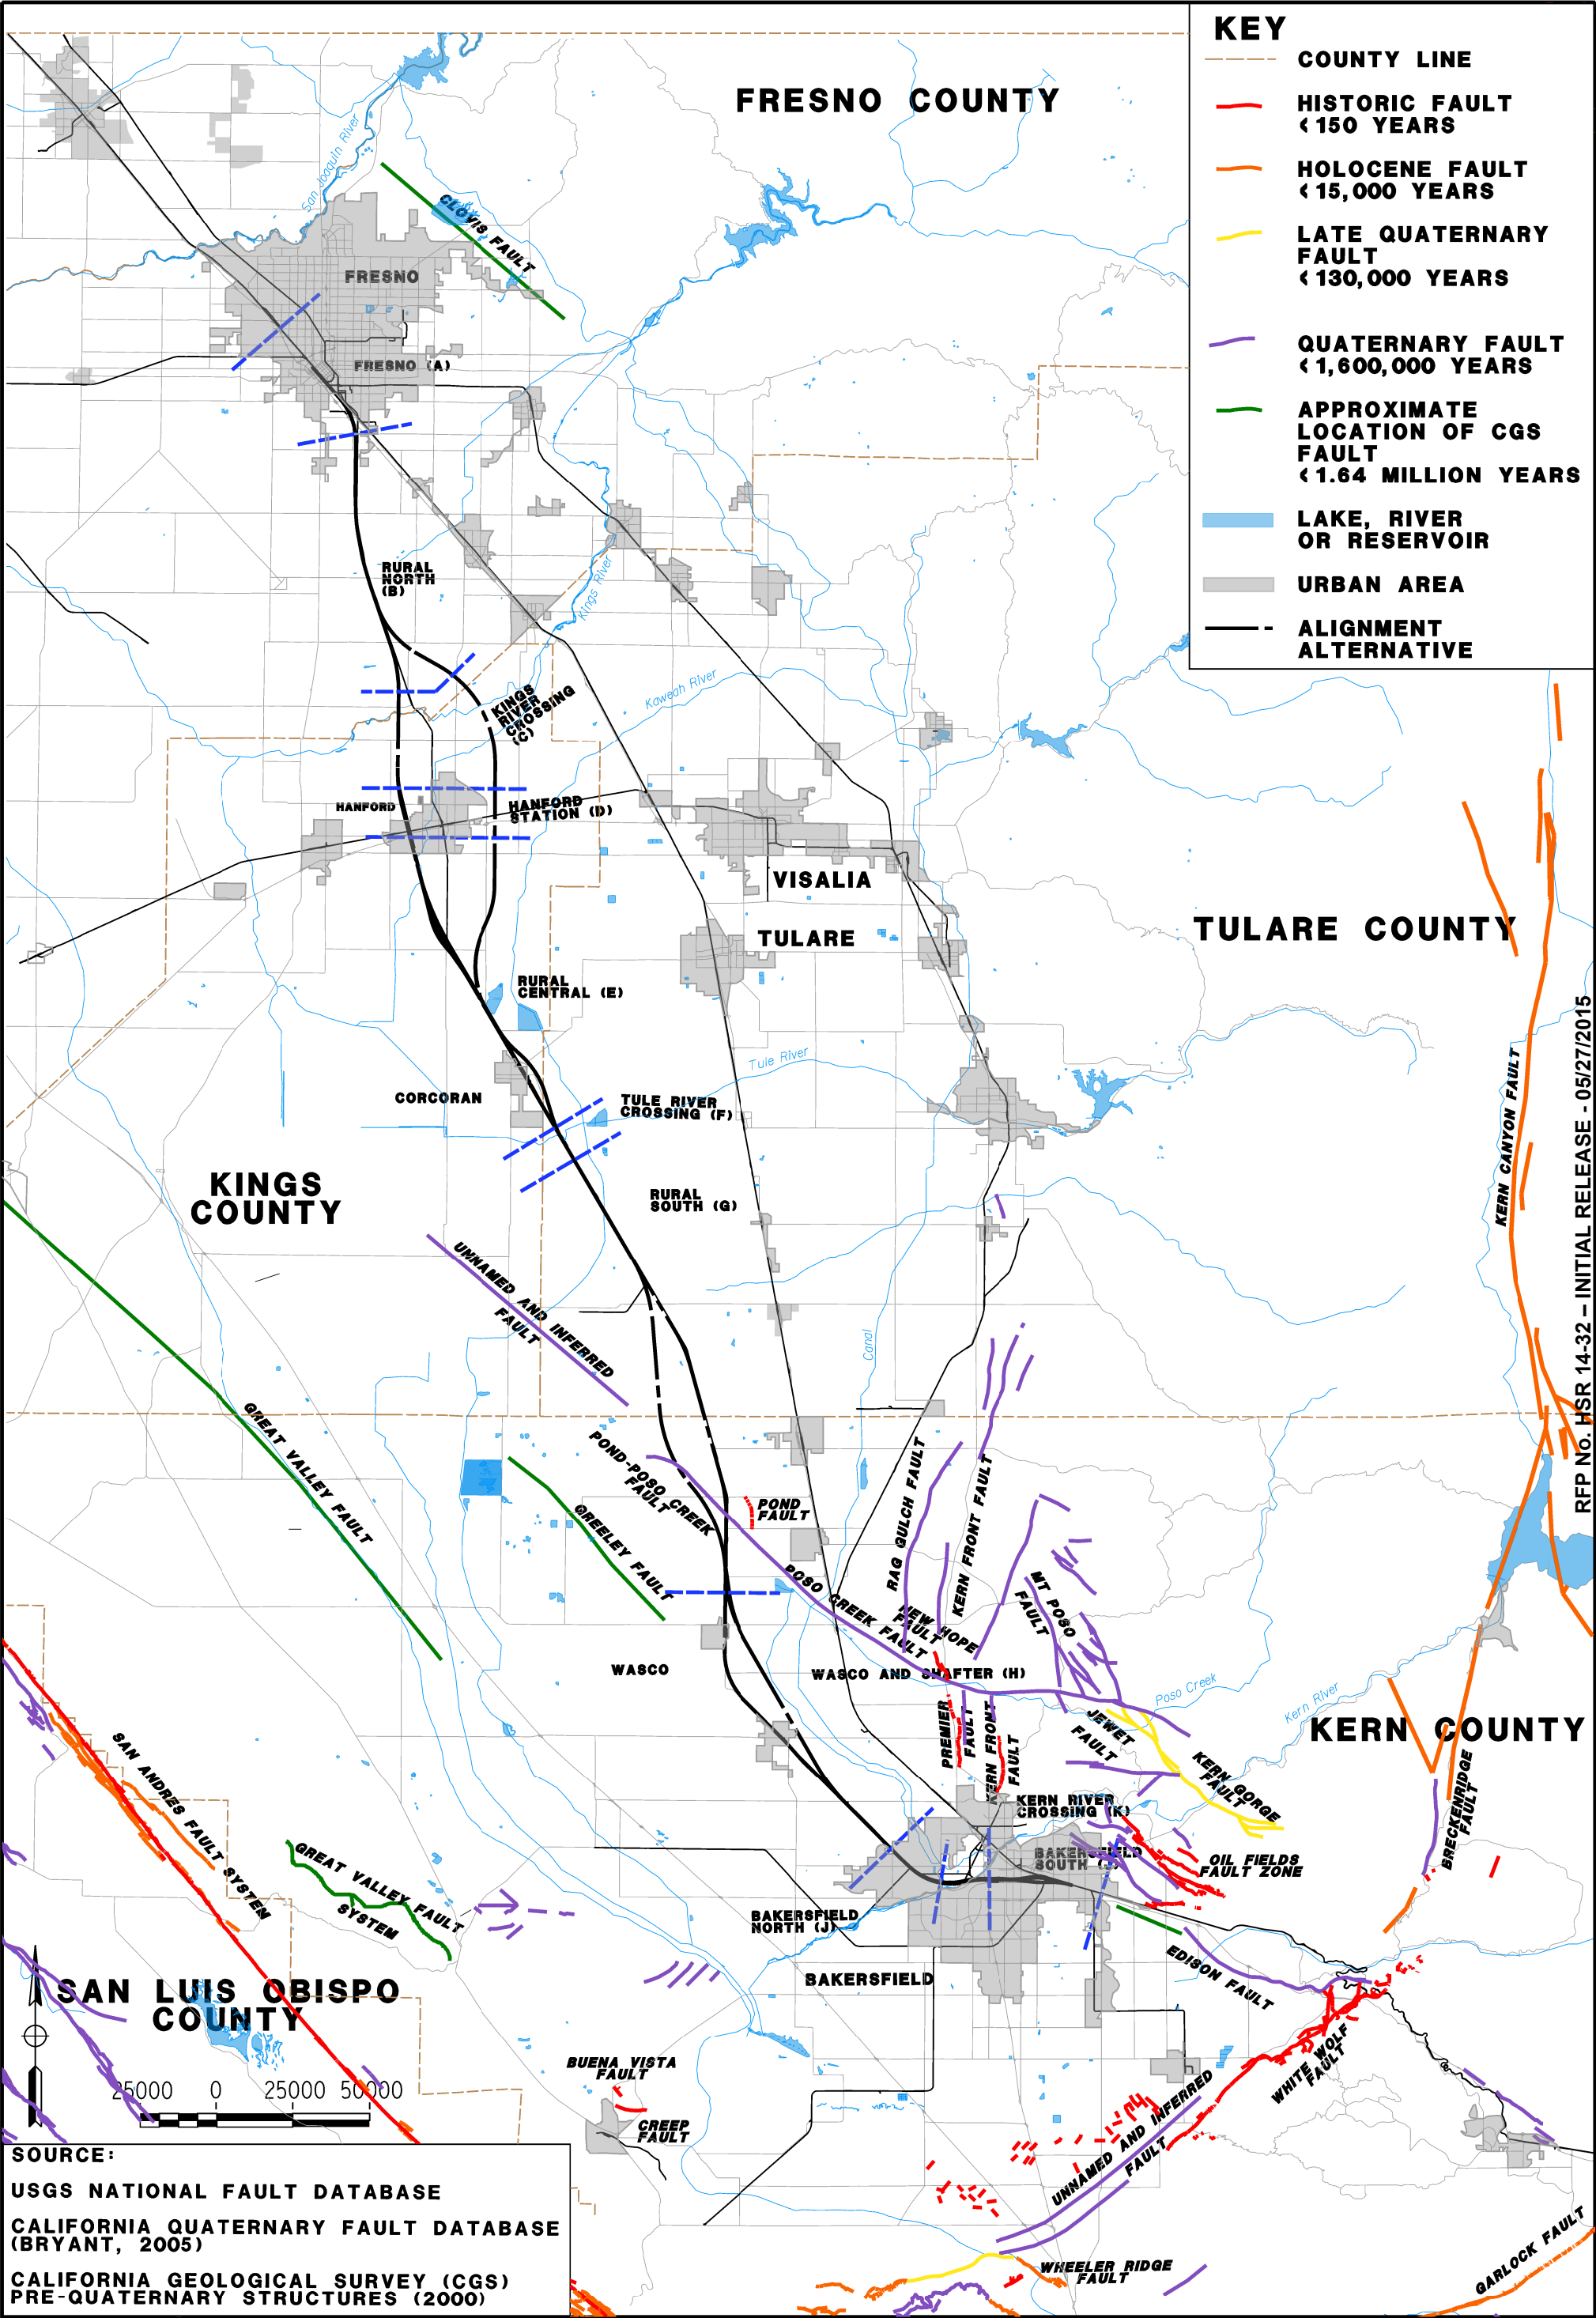 KEY
COUNTY LINE
HISTORIC FAULT
<150 YEARS
HOLOCENE FAULT
<15,000 YEARS
LATE QUATERNARY
FAULT
<130,000 YEARS
QUATERNARY FAULT
<1,600,000 YEARS
APPROXIMATE
LOCATION OF CGS
FAULT
<1.64 MILLION YEARS
LAKE, RIVER
OR RESERVOIR
URBAN AREA
ALIGNMENT
ALTERNATIVE
FRESNO COUNTY
San Joaquin River
CLOVIS FAULT
FRESNO
FRESNO (A)
RURAL
NORTH
(B)
Kings River
KINGS
RIVER
CROSSING
(C)
Kaweah River
HANFORD
HANFORD
STATION (D)
VISALIA
TULARE
TULARE COUNTY
RURAL
CENTRAL (E)
Tule River
CORCORAN
TULE RIVER
CROSSING (F)
KINGS
COUNTY
RURAL
SOUTH (G)
KERN CANYON FAULT
RFP No. HSR 14-32 – INITIAL RELEASE - 05/27/2015
UNNAMED AND INFERRED
FAULT
Canal
GREAT VALLEY FAULT
POND-POSO CREEK
FAULT
POND
FAULT
GREELEY FAULT
RAG GULCH FAULT
KERN FRONT FAULT
POSO CREEK FAULT
NEW HOPE
FAULT
MT POSO
FAULT
WASCO
WASCO AND SHAFTER (H)
Poso Creek
Kern River
KERN COUNTY
PREMIER
FAULT
KERN FRONT
FAULT
JEWET
FAULT
KERN GORGE
FAULT
BRECKENRIDGE
FAULT
SAN ANDRES FAULT SYSTEM
GREAT VALLEY FAULT
SYSTEM
KERN RIVER
CROSSING (K)
BAKERSFIELD
SOUTH (J)
OIL FIELDS
FAULT ZONE
BAKERSFIELD
NORTH (J)
BAKERSFIELD
EDISON FAULT
SAN LUIS OBISPO
COUNTY
WHITE WOLF
FAULT
BUENA VISTA
FAULT
CREEP
FAULT
UNNAMED AND INFERRED
FAULT
WHEELER RIDGE
FAULT
GARLOCK FAULT
25000 0 25000 50000
SOURCE:
USGS NATIONAL FAULT DATABASE
CALIFORNIA QUATERNARY FAULT DATABASE
(BRYANT, 2005)
CALIFORNIA GEOLOGICAL SURVEY (CGS)
PRE-QUATERNARY STRUCTURES (2000)